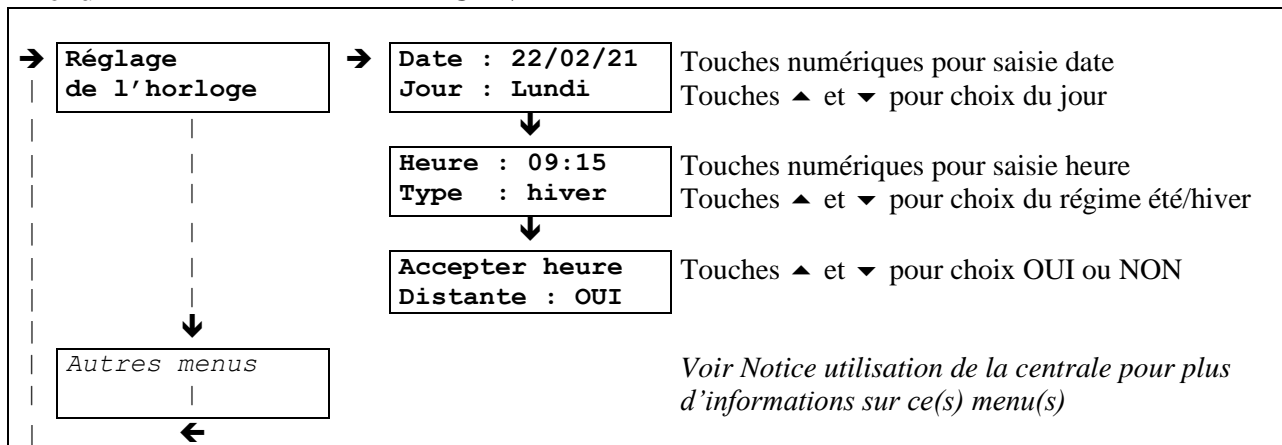 Réglage
de l’horloge
Date : 22/02/21
Jour : Lundi
Touches numériques pour saisie date
Touches ▲ et ▼ pour choix du jour
Heure : 09:15
Type : hiver
Touches numériques pour saisie heure
Touches ▲ et ▼ pour choix du régime été/hiver
Accepter heure
Distante : OUI
Touches ▲ et ▼ pour choix OUI ou NON
Autres menus
Voir Notice utilisation de la centrale pour plus
d’informations sur ce(s) menu(s)